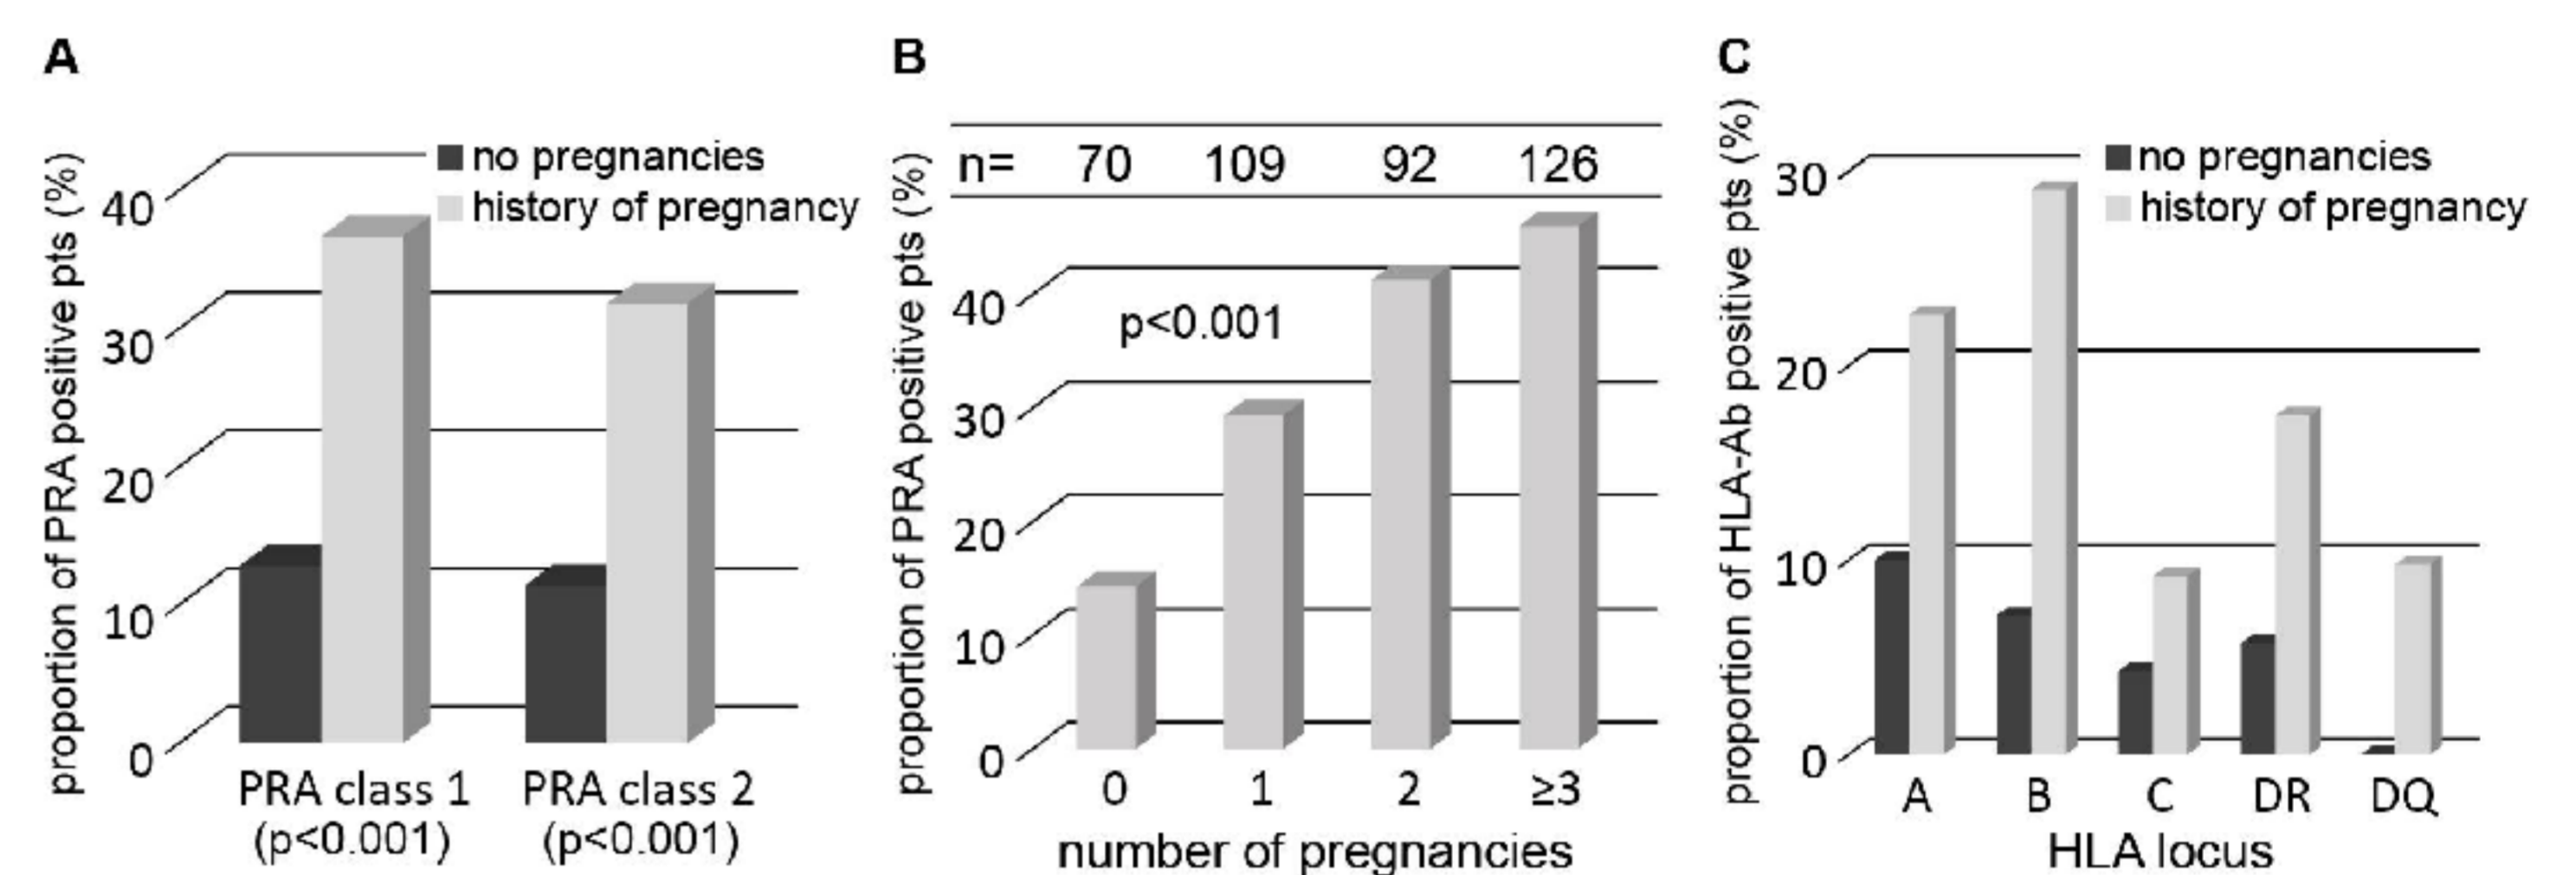 A
proportion of PRA positive pts (%)
no pregnancies
history of pregnancy
40
30
20
10
0
PRA class 1
(p<0.001)
PRA class 2
(p<0.001)
B
proportion of PRA positive pts (%)
n= 70 109 92 126
p<0.001
40
30
20
10
0
0 1 2 ≥3
number of pregnancies
C
proportion of HLA-Ab positive pts (%)
no pregnancies
history of pregnancy
30
20
10
0
A B C DR DQ
HLA locus